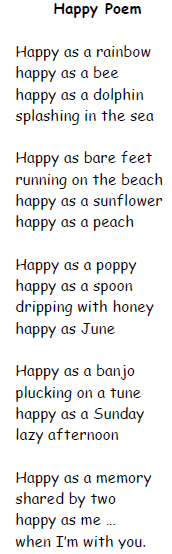 Happy Poem
Happy as a rainbow
happy as a bee
happy as a dolphin
splashing in the sea
Happy as bare feet
running on the beach
happy as a sunflower
happy as a peach
Happy as a poppy
happy as a spoon
dripping with honey
happy as June
Happy as a banjo
plucking on a tune
happy as a Sunday
lazy afternoon
Happy as a memory
shared by two
happy as me ...
when I'm with you.